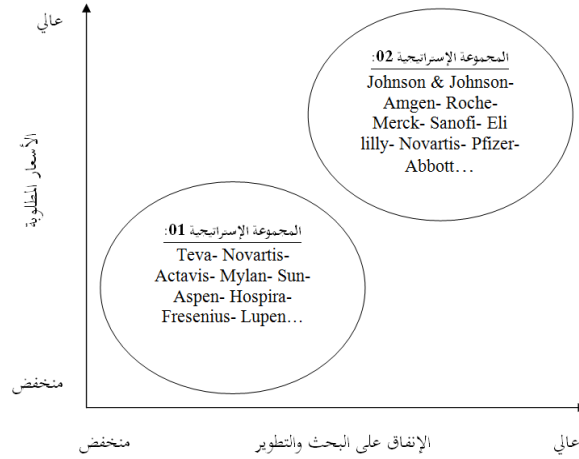 عالي
المجموعة الإستراتيجية 02:
Johnson & Johnson-
Amgen- Roche-
Merck- Sanofi- Eli
lilly- Novartis- Pfizer-
Abbott…
الأسعار المطلوبة
المجموعة الإستراتيجية 01:
Teva- Novartis-
Actavis- Mylan- Sun-
Aspen- Hospira-
Fresenius- Lupen…
منخفض
منخفض
الإنفاق على البحث والتطوير
عالي